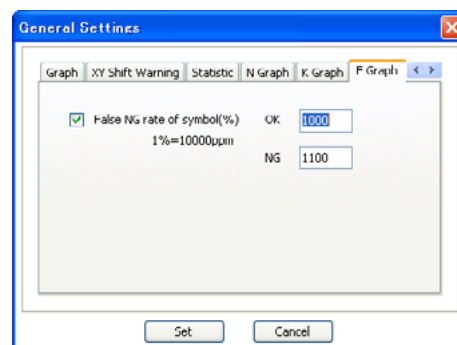 General Settings
Graph XY Shift Warning Statistic N Graph K Graph F Graph
False NG rate of symbol(%) OK 1000
1%=10000ppm
NG 1100
Set Cancel